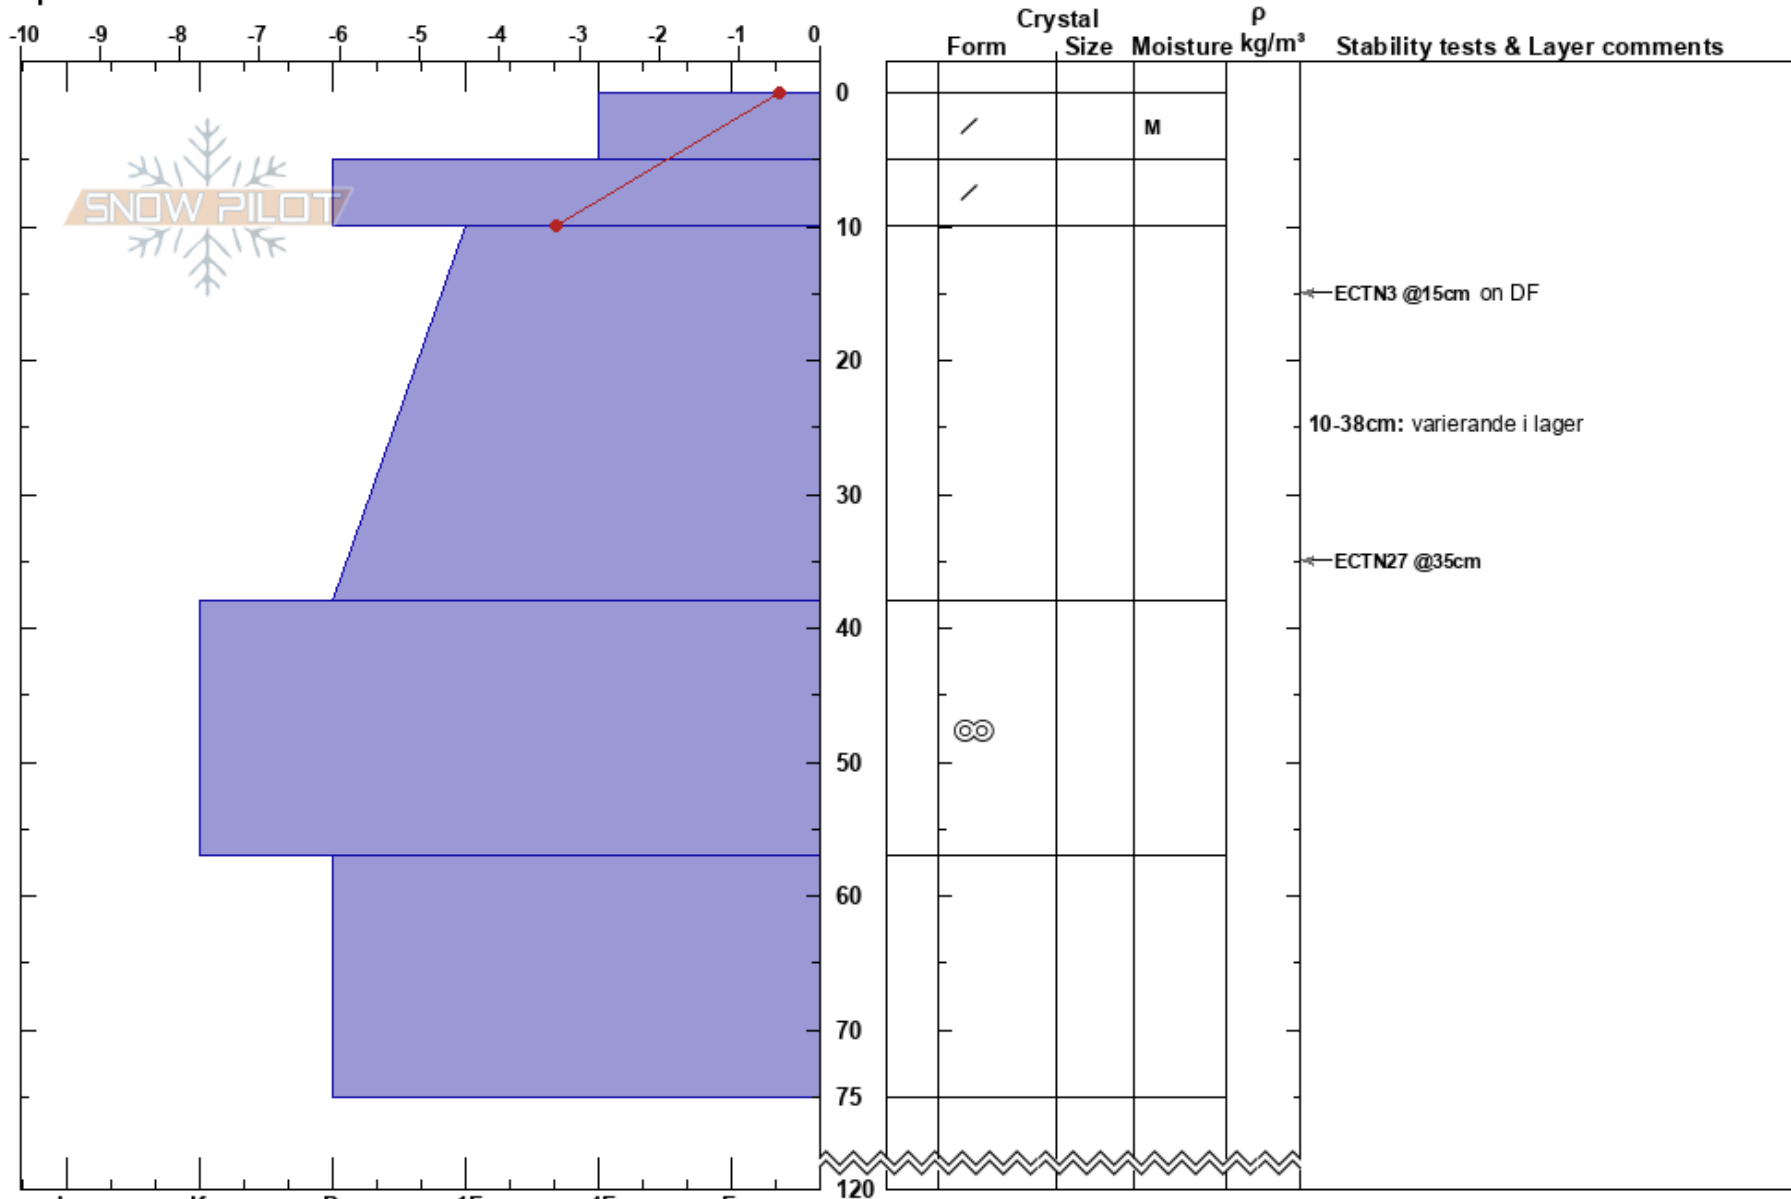 Crystal ρ
-10 -9 -8 -7 -6 -5 -4 -3 -2 -1 0
Form Size Moisture kg/m³ Stability tests & Layer comments
0
M
SNOW PILOT
10
ECTN3 @15cm on DF
20
10-38cm: varierande i lager
30
ECTN27 @35cm
40
50
60
70
75
120